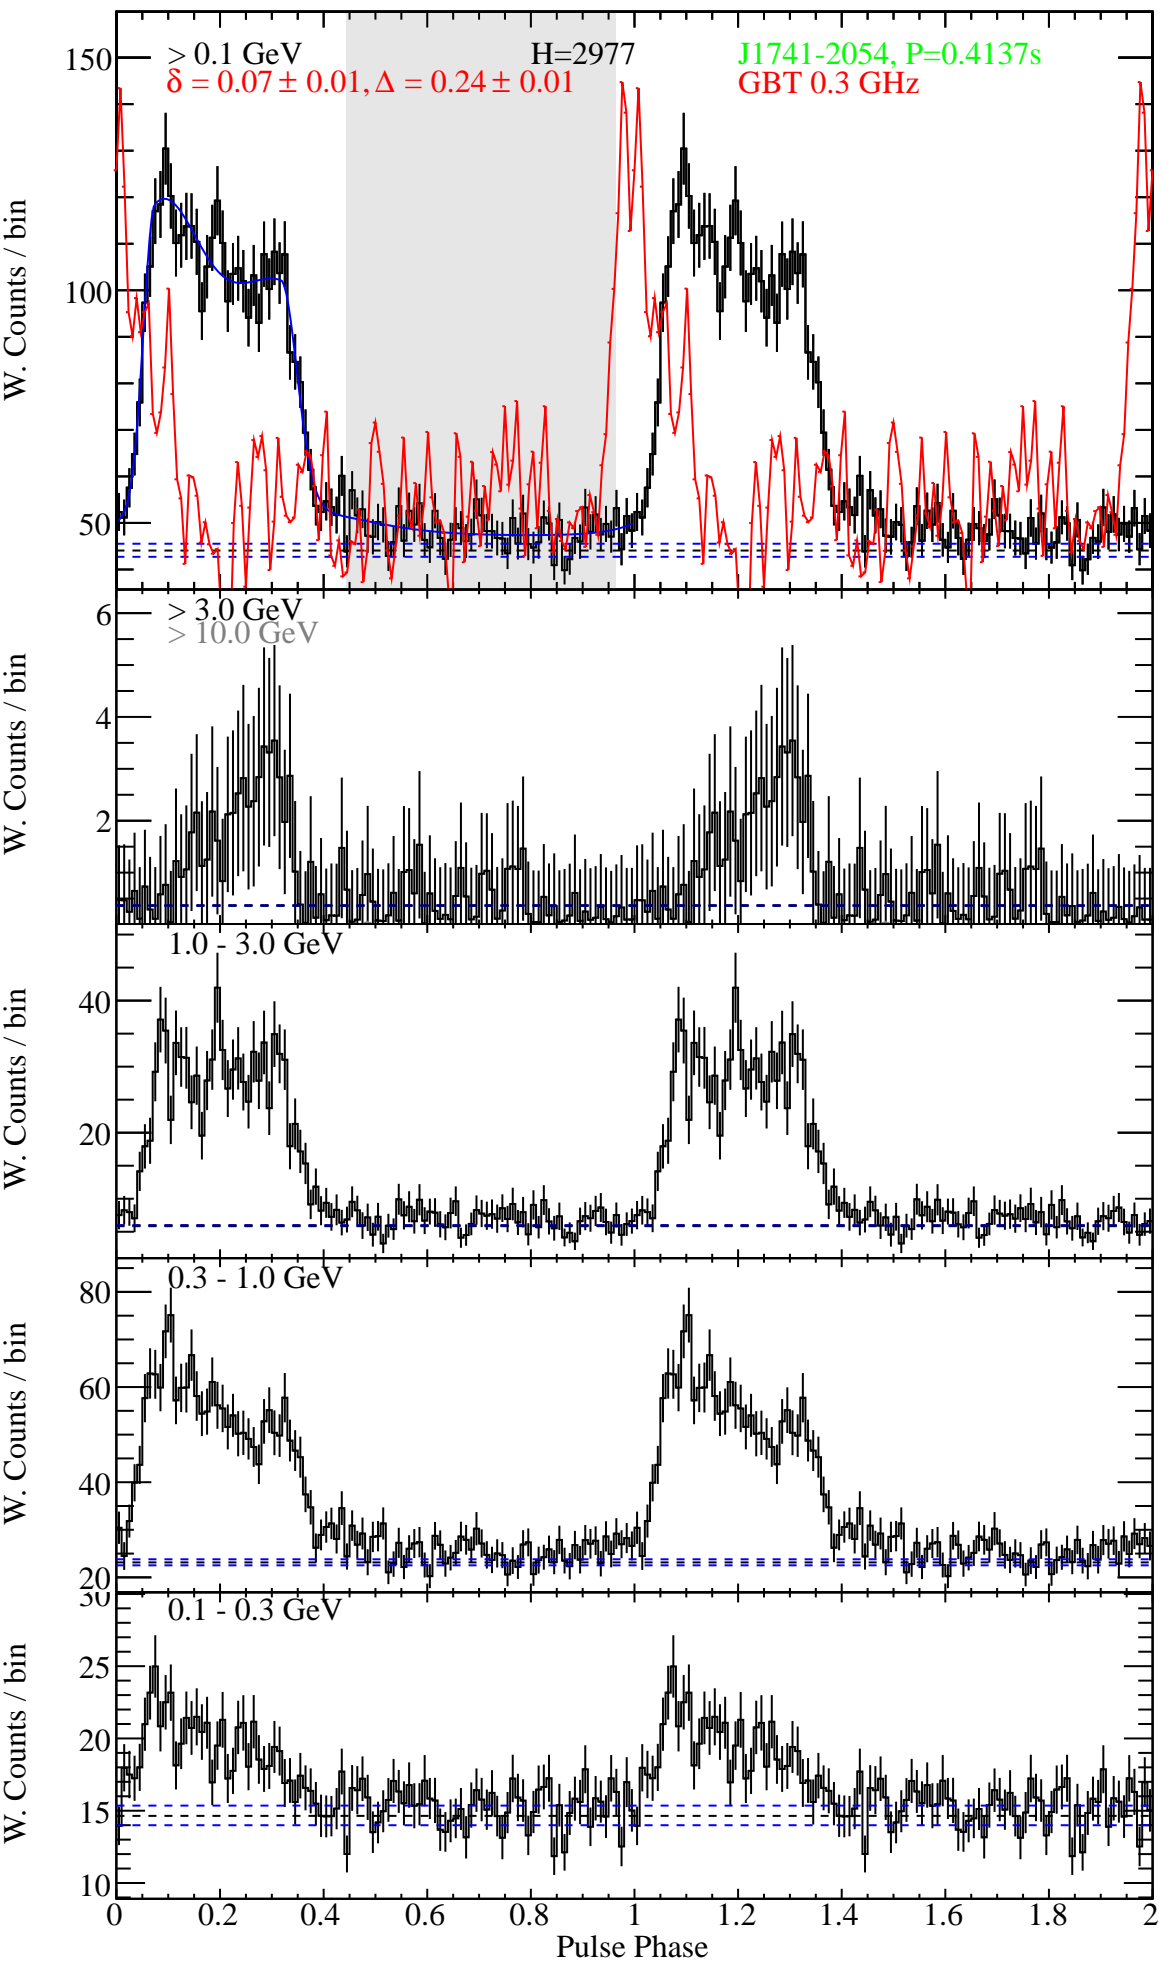 > 0.1 GeV H=2977 J1741-2054, P=0.4137s
δ = 0.07 ± 0.01, Δ = 0.24 ± 0.01 GBT 0.3 GHz
W. Counts / bin
150
100
50
> 3.0 GeV
> 10.0 GeV
W. Counts / bin
6
4
2
1.0 - 3.0 GeV
W. Counts / bin
40
20
0.3 - 1.0 GeV
W. Counts / bin
80
60
40
20
0.1 - 0.3 GeV
W. Counts / bin
30
25
20
15
10
0 0.2 0.4 0.6 0.8 1 1.2 1.4 1.6 1.8 2
Pulse Phase